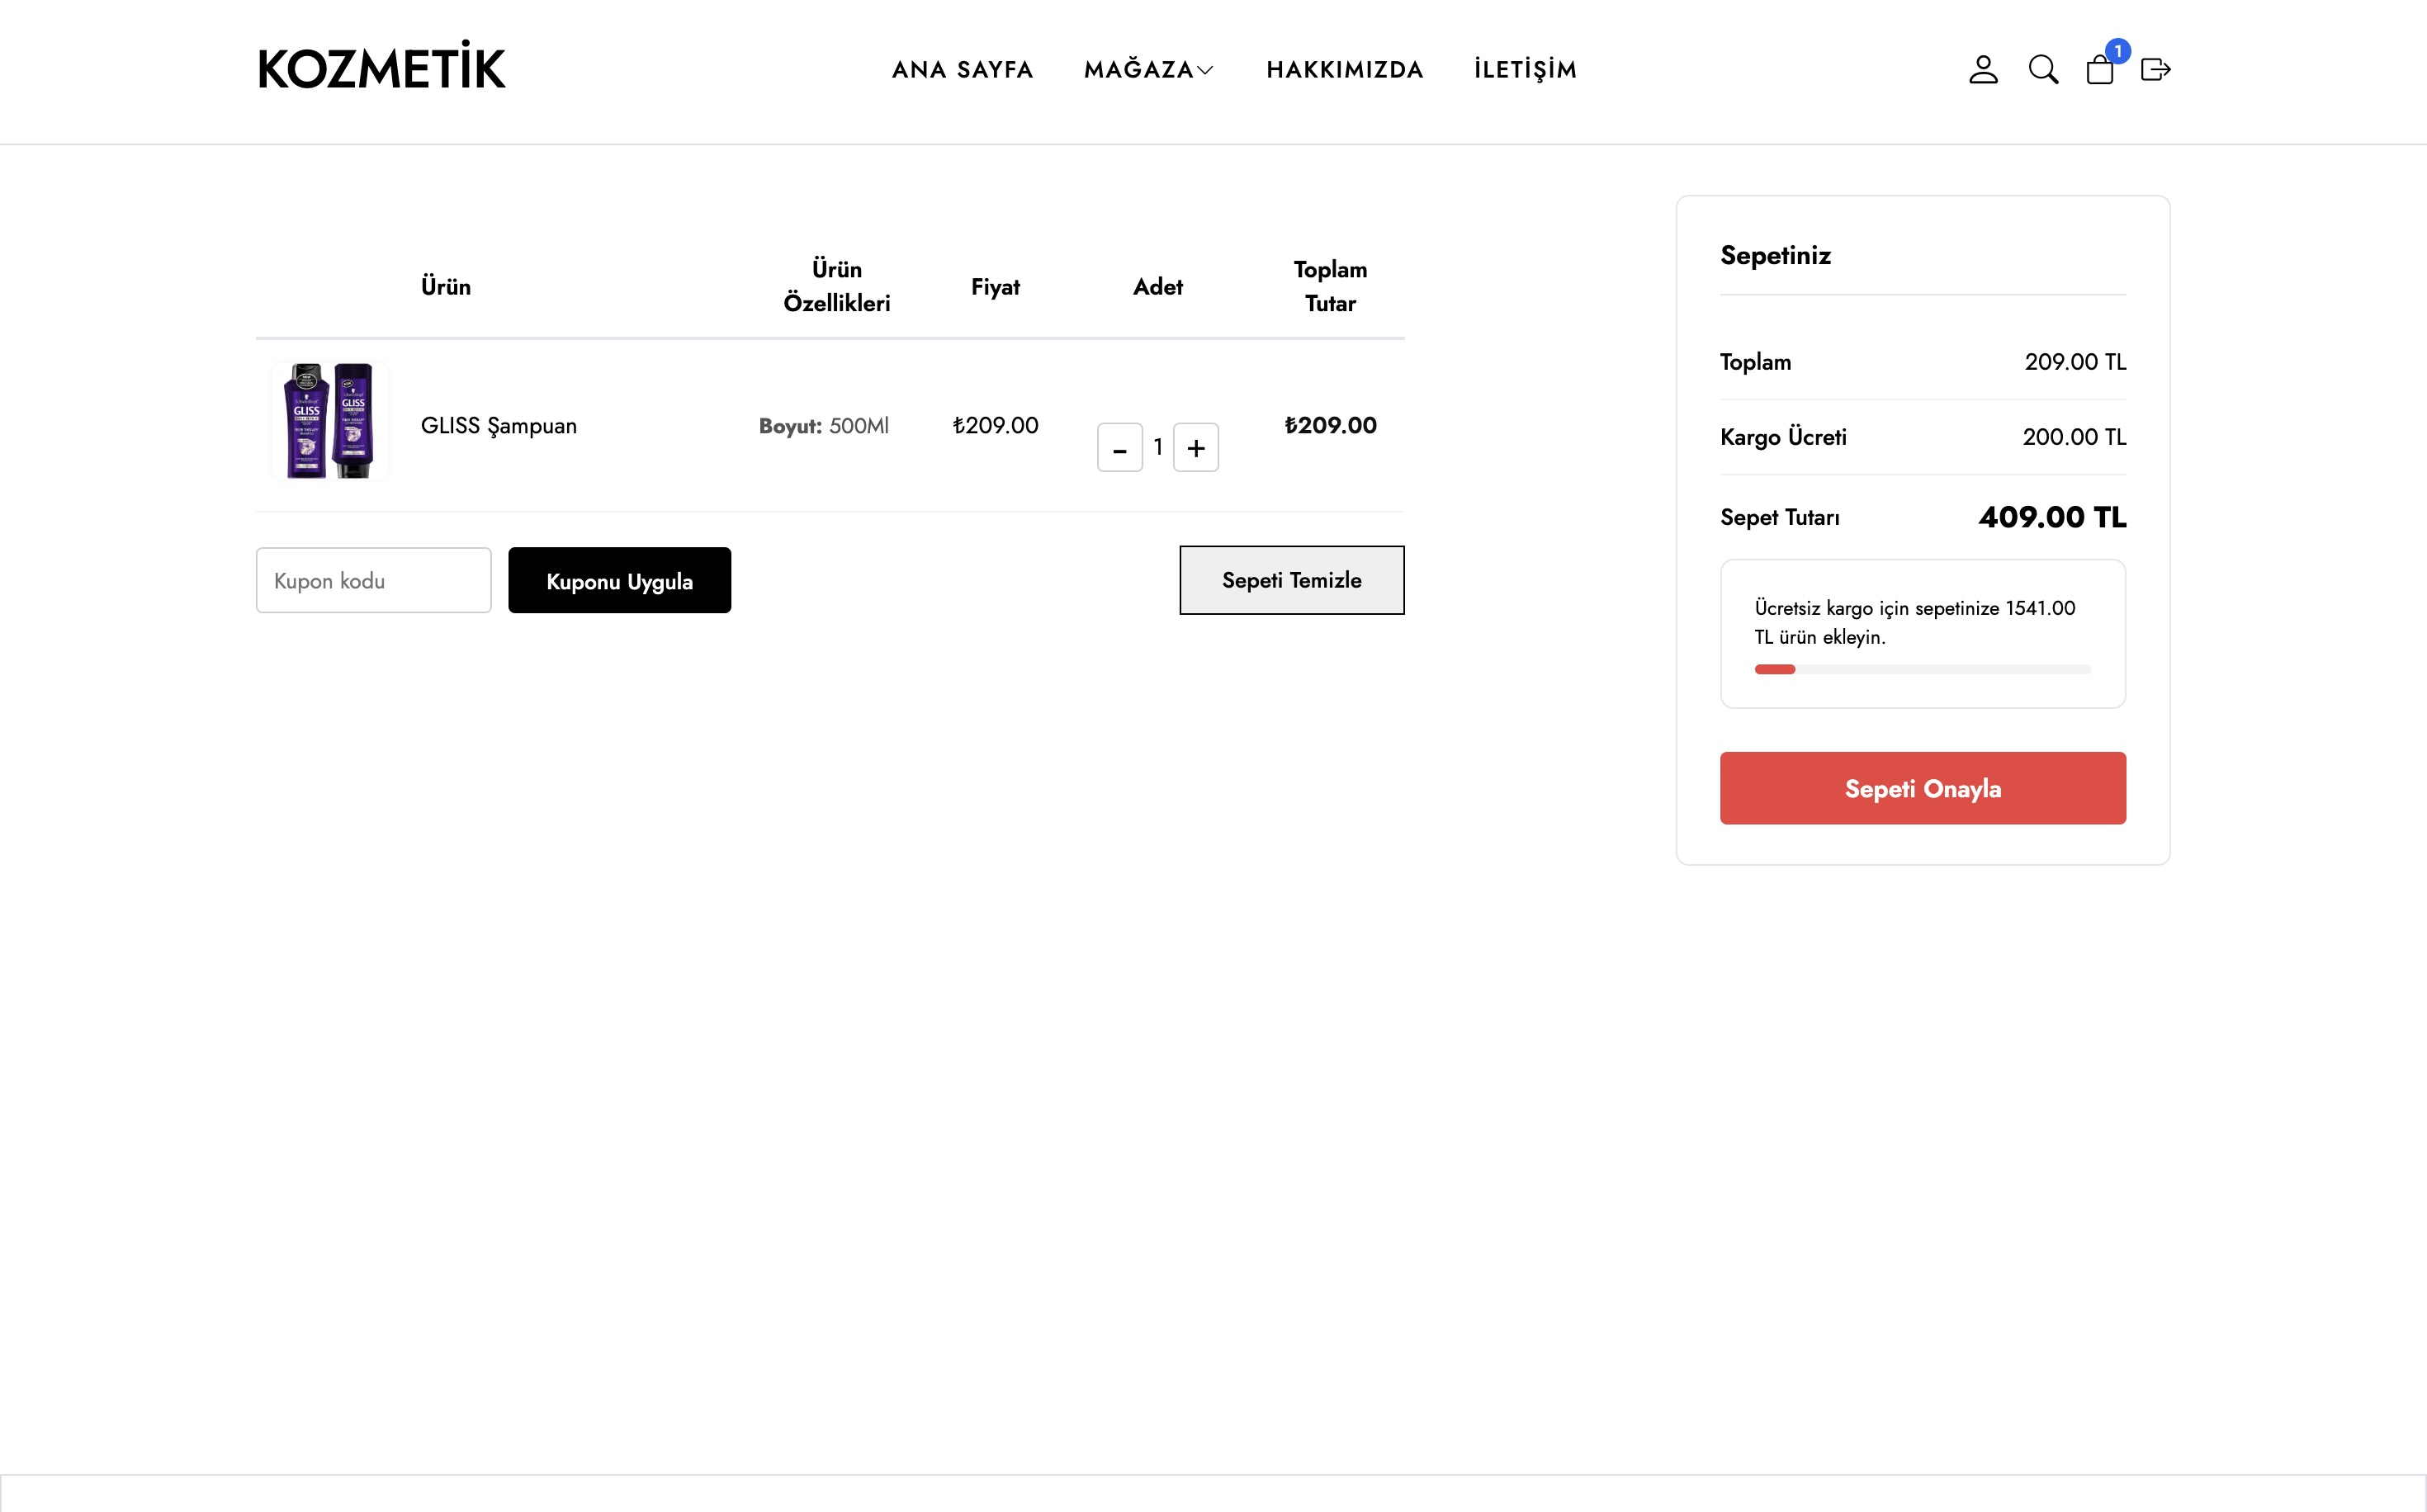 KOZMETİK
ANA SAYFA
MAĞAZA
HAKKIMIZDA
İLETİŞİM
1
Ürün
Ürün
Özellikleri
Fiyat
Adet
Toplam
Tutar
GLISS
GLISS
GLISS Şampuan
Boyut: 500Ml
₺209.00
-
1
+
₺209.00
Kupon kodu
Kuponu Uygula
Sepeti Temizle
Sepetiniz
Toplam
209.00 TL
Kargo Ücreti
200.00 TL
Sepet Tutarı
409.00 TL
Ücretsiz kargo için sepetinize 1541.00
TL ürün ekleyin.
Sepeti Onayla